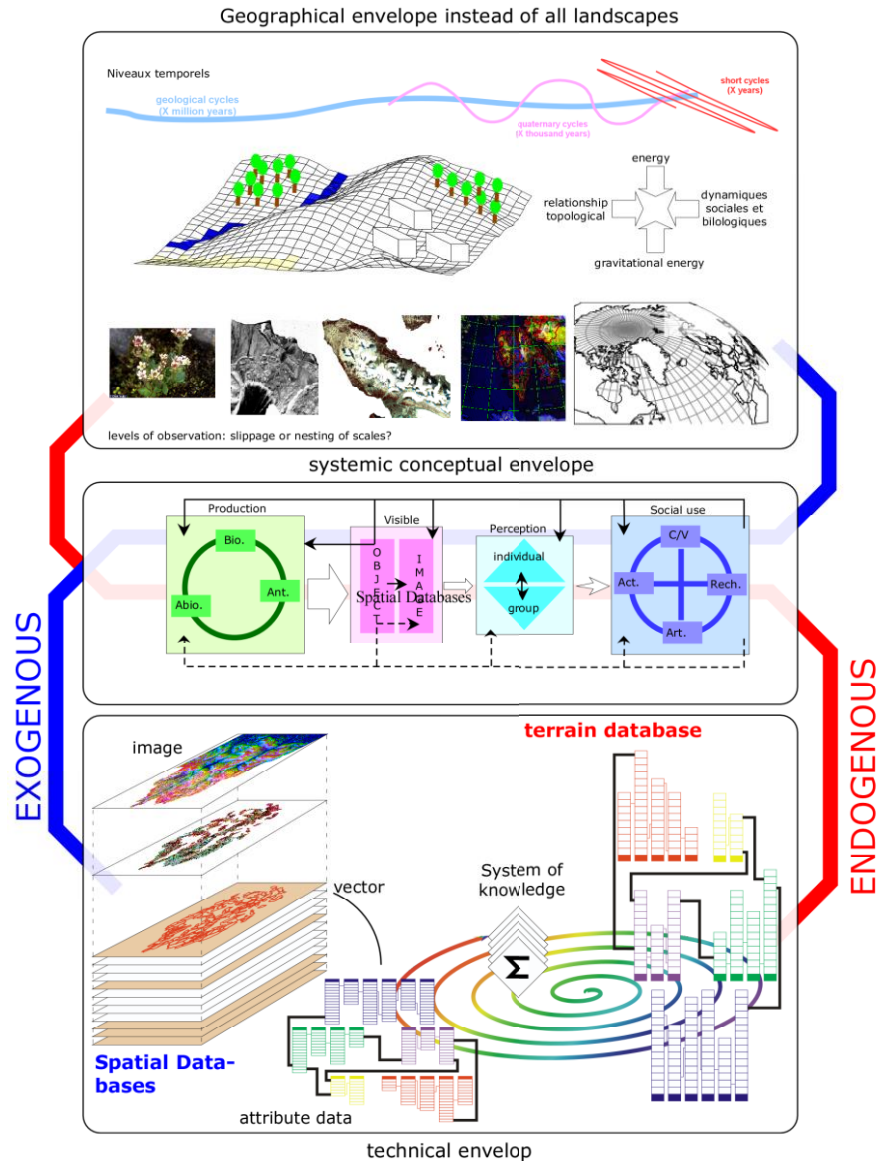 Geographical envelope instead of all landscapes
Niveaux temporels
geological cycles
(X million years)
quaternary cycles
(X thousand years)
short cycles
(X years)
energy
relationship
topological
dynamiques
sociales et
bilologiques
gravitational energy
levels of observation: slippage or nesting of scales?
systemic conceptual envelope
Production
Bio.
Abio.
Ant.
Visible
OBJECT
IMAGE
Spatial Databases
Perception
individual
group
Social use
C/V
Act.
Rech.
Art.
EXOGENOUS
ENDOGENOUS
image
vector
Spatial Data-
bases
attribute data
System of
knowledge
Σ
terrain database
technical envelop